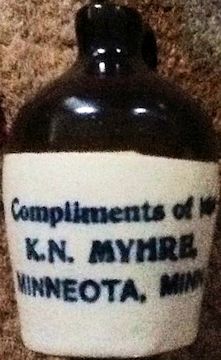 Compliments of
K.N. MYHRE,
MINNEOTA, MINN